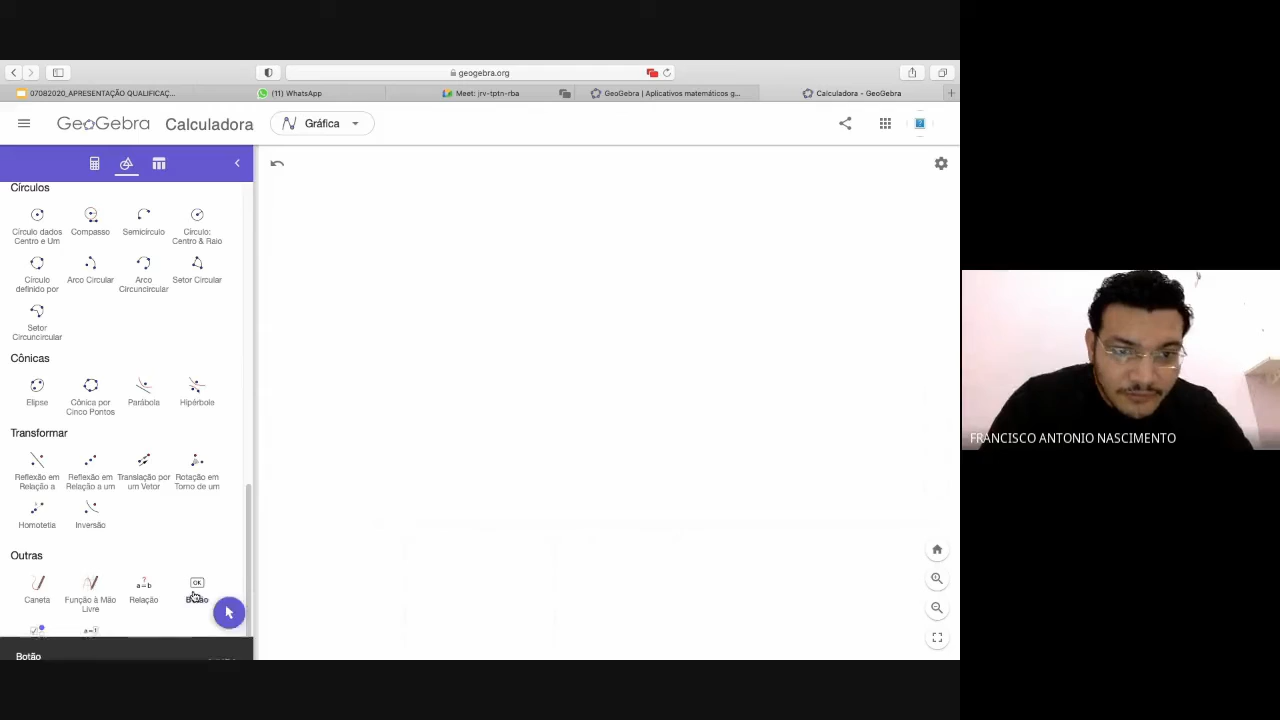 geogebra.org
07082020_APRESENTAÇÃO QUALIFICAÇ...
(11) WhatsApp
Meet: jrv-tptn-rba
GeoGebra | Aplicativos matemáticos g...
Calculadora - GeoGebra
GeoGebra
Calculadora
Gráfica
Círculos
Círculo dados Compasso Semicírculo Círculo:
Centro e Um Centro & Raio
Círculo Arco Circular Arco Setor Circular
definido por Circuncircular
Setor
Circuncircular
Cônicas
Elipse Cônica por Parábola Hipérbole
Cinco Pontos
Transformar
Reflexão em Reflexão em Translação por Rotação em
Relação a Relação a um um Vetor Torno de um
Homotetia Inversão
Outras
OK
a=b
Caneta Função à Mão Relação Botão
Livre
a=1
Botão
FRANCISCO ANTONIO NASCIMENTO